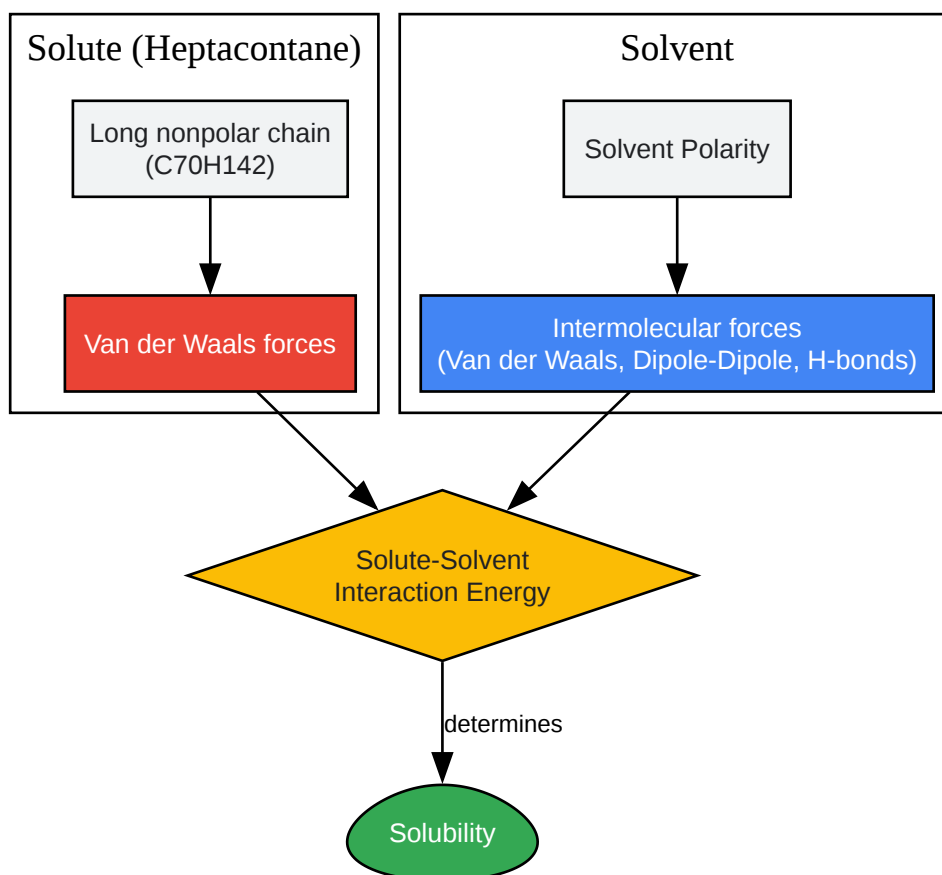 Solute (Heptacontane)
Long nonpolar chain
(C70H142)
Van der Waals forces
Solvent
Solvent Polarity
Intermolecular forces
(Van der Waals, Dipole-Dipole, H-bonds)
Solute-Solvent
Interaction Energy
determines
Solubility